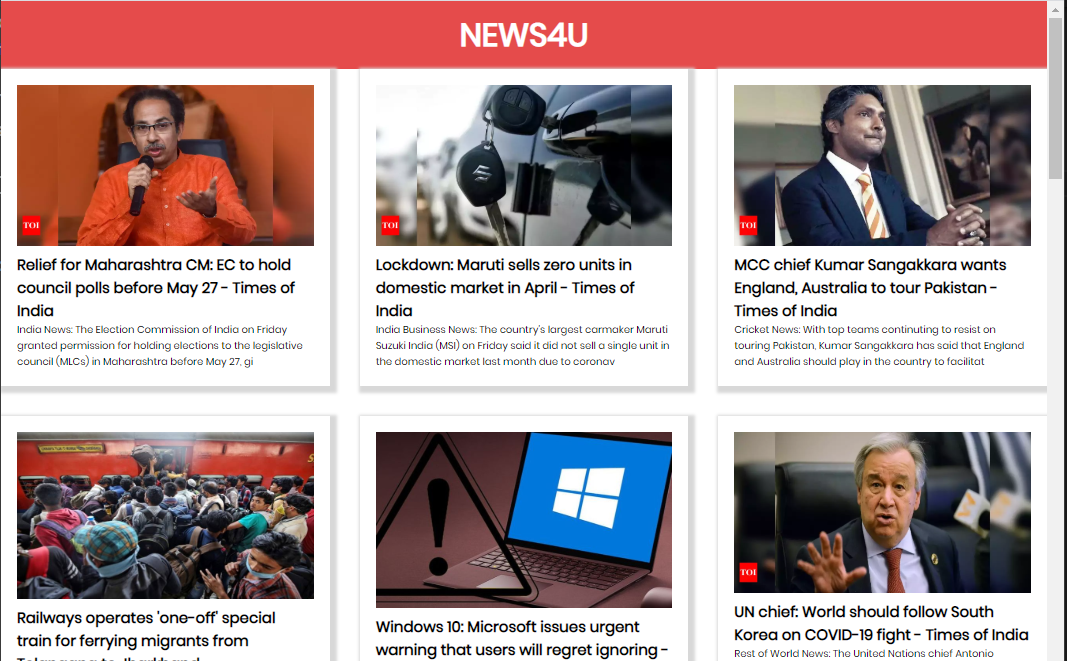 NEWS4U
TOI
Relief for Maharashtra CM: EC to hold
council polls before May 27 - Times of
India
India News: The Election Commission of India on Friday
granted permission for holding elections to the legislative
council (MLCs) in Maharashtra before May 27, gi
TOI
Lockdown: Maruti sells zero units in
domestic market in April - Times of
India
India Business News: The country's largest carmaker Maruti
Suzuki India (MSI) on Friday said it did not sell a single unit in
the domestic market last month due to coronav
TOI
MCC chief Kumar Sangakkara wants
England, Australia to tour Pakistan -
Times of India
Cricket News: With top teams continuting to resist on
touring Pakistan, Kumar Sangakkara has said that England
and Australia should play in the country to facilitat
Railways operates 'one-off' special
train for ferrying migrants from
Telangana to Jharkhand
Windows 10: Microsoft issues urgent
warning that users will regret ignoring -
TOI
UN chief: World should follow South
Korea on COVID-19 fight - Times of India
Rest of World News: The United Nations chief Antonio